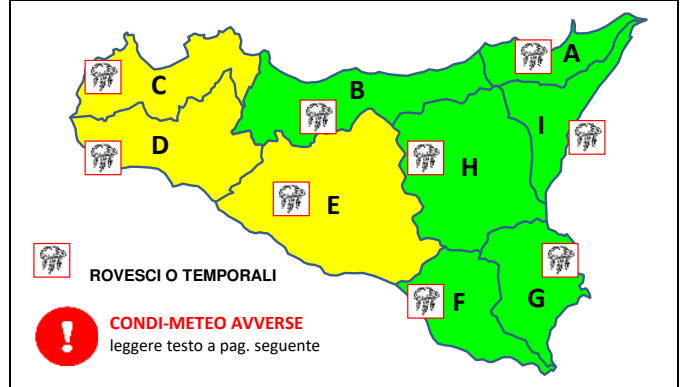 A
C
B
I
D
H
E
F
G
ROVESCI O TEMPORALI
CONDI-METEO AVVERSE
leggere testo a pag. seguente